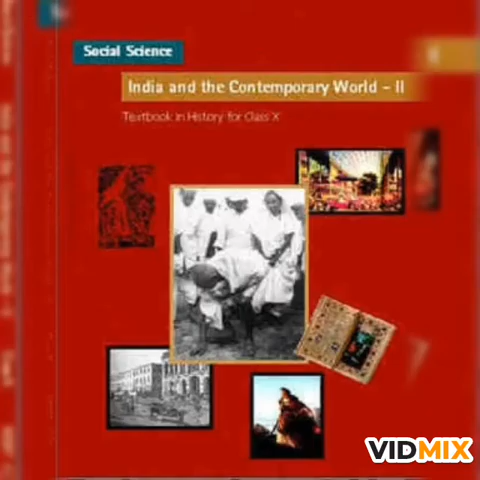 Social Science
India and the Contemporary World – II
Textbook in History for Class X
VIDMIX